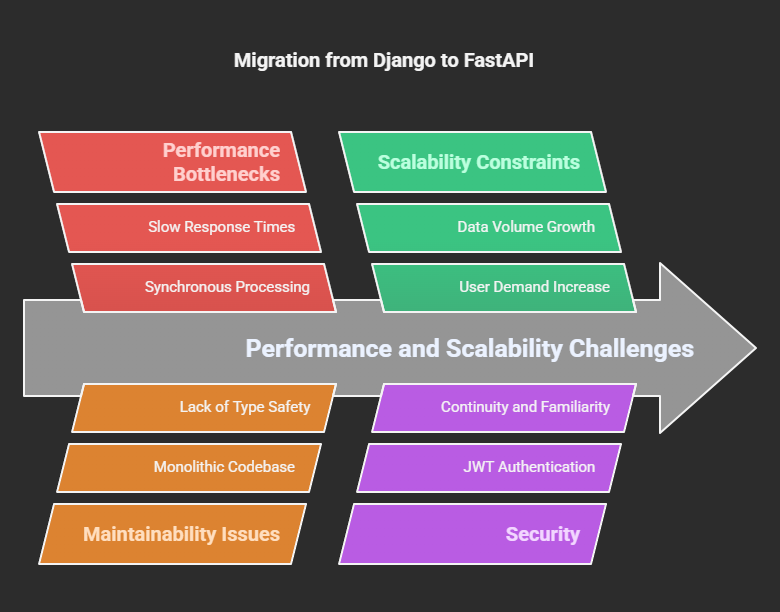 Migration from Django to FastAPI
Performance
Bottlenecks
Scalability Constraints
Slow Response Times
Data Volume Growth
Synchronous Processing
User Demand Increase
Performance and Scalability Challenges
Lack of Type Safety
Continuity and Familiarity
Monolithic Codebase
JWT Authentication
Maintainability Issues
Security